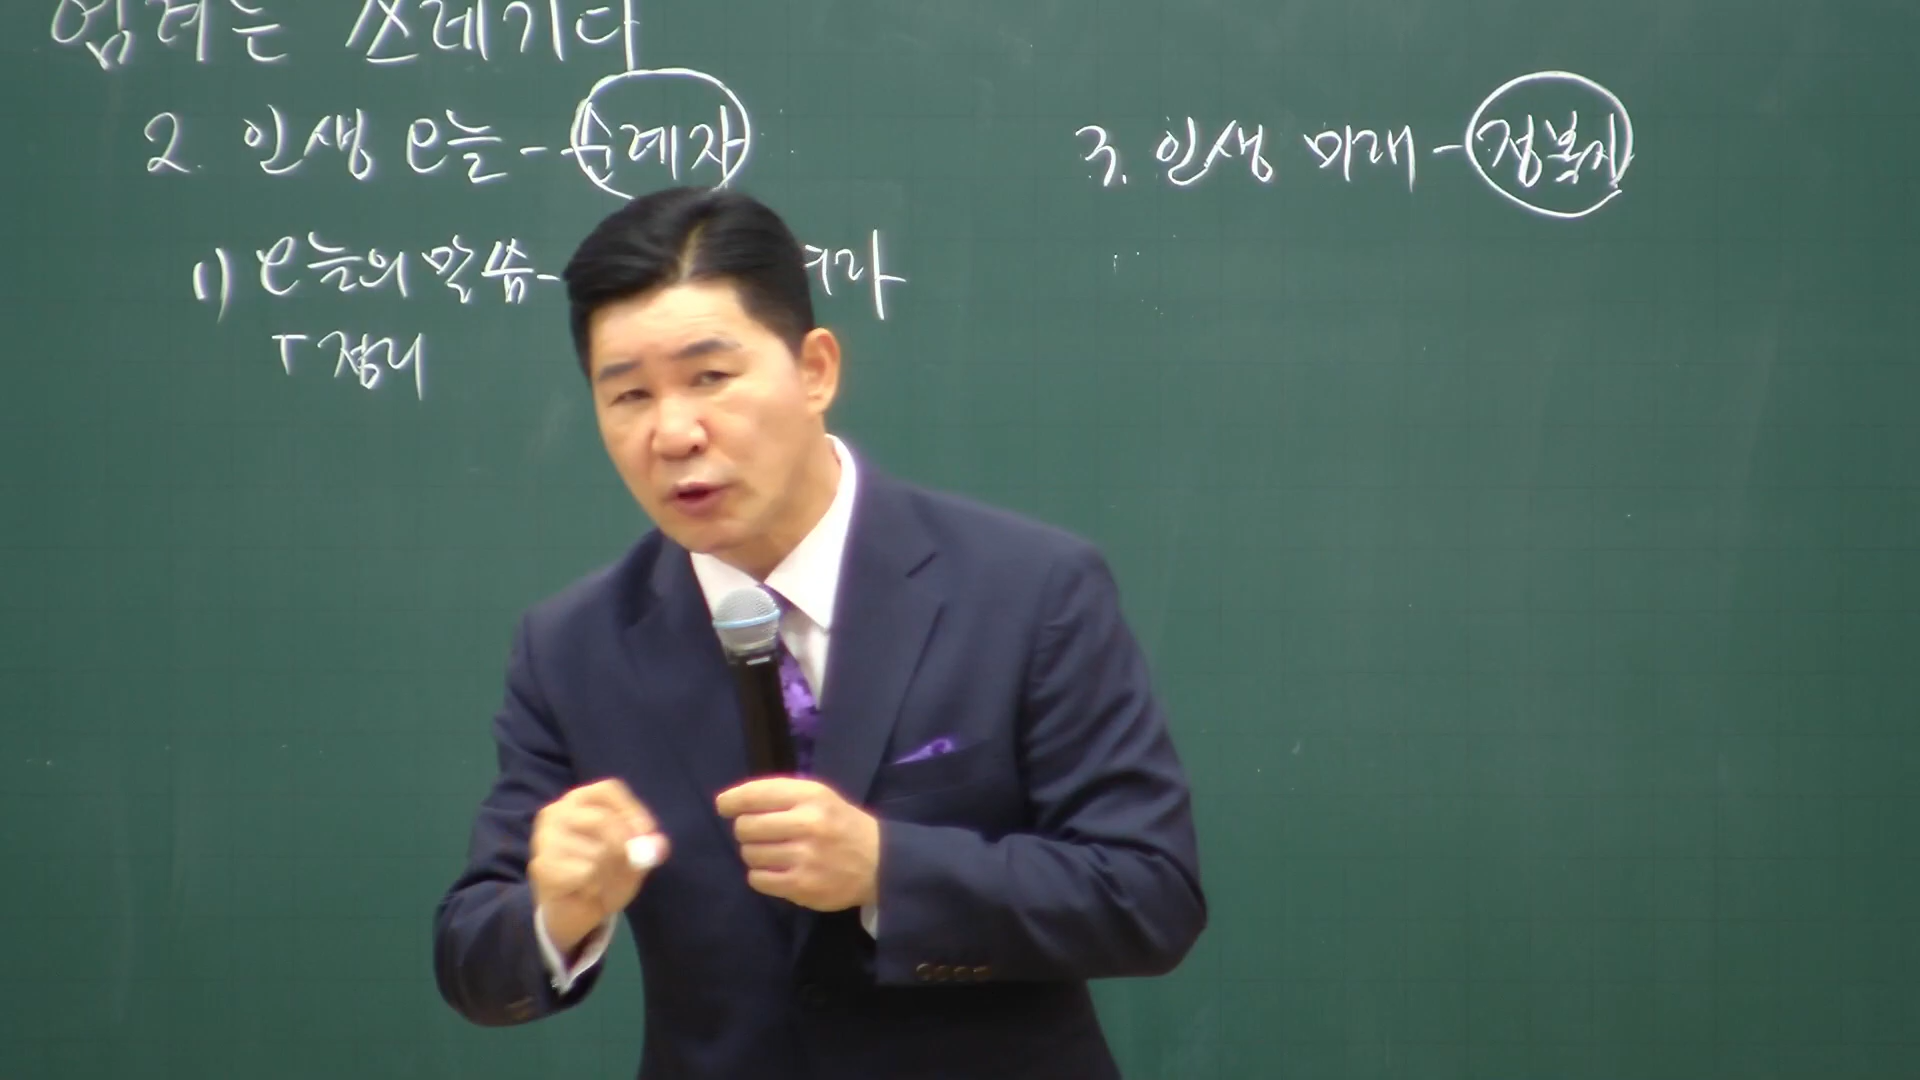 염려는 쓰레기다
2. 인생 오늘 - 순례자
1) 오늘의 말씀 -
T 정리
3. 인생 미래 - 정복자